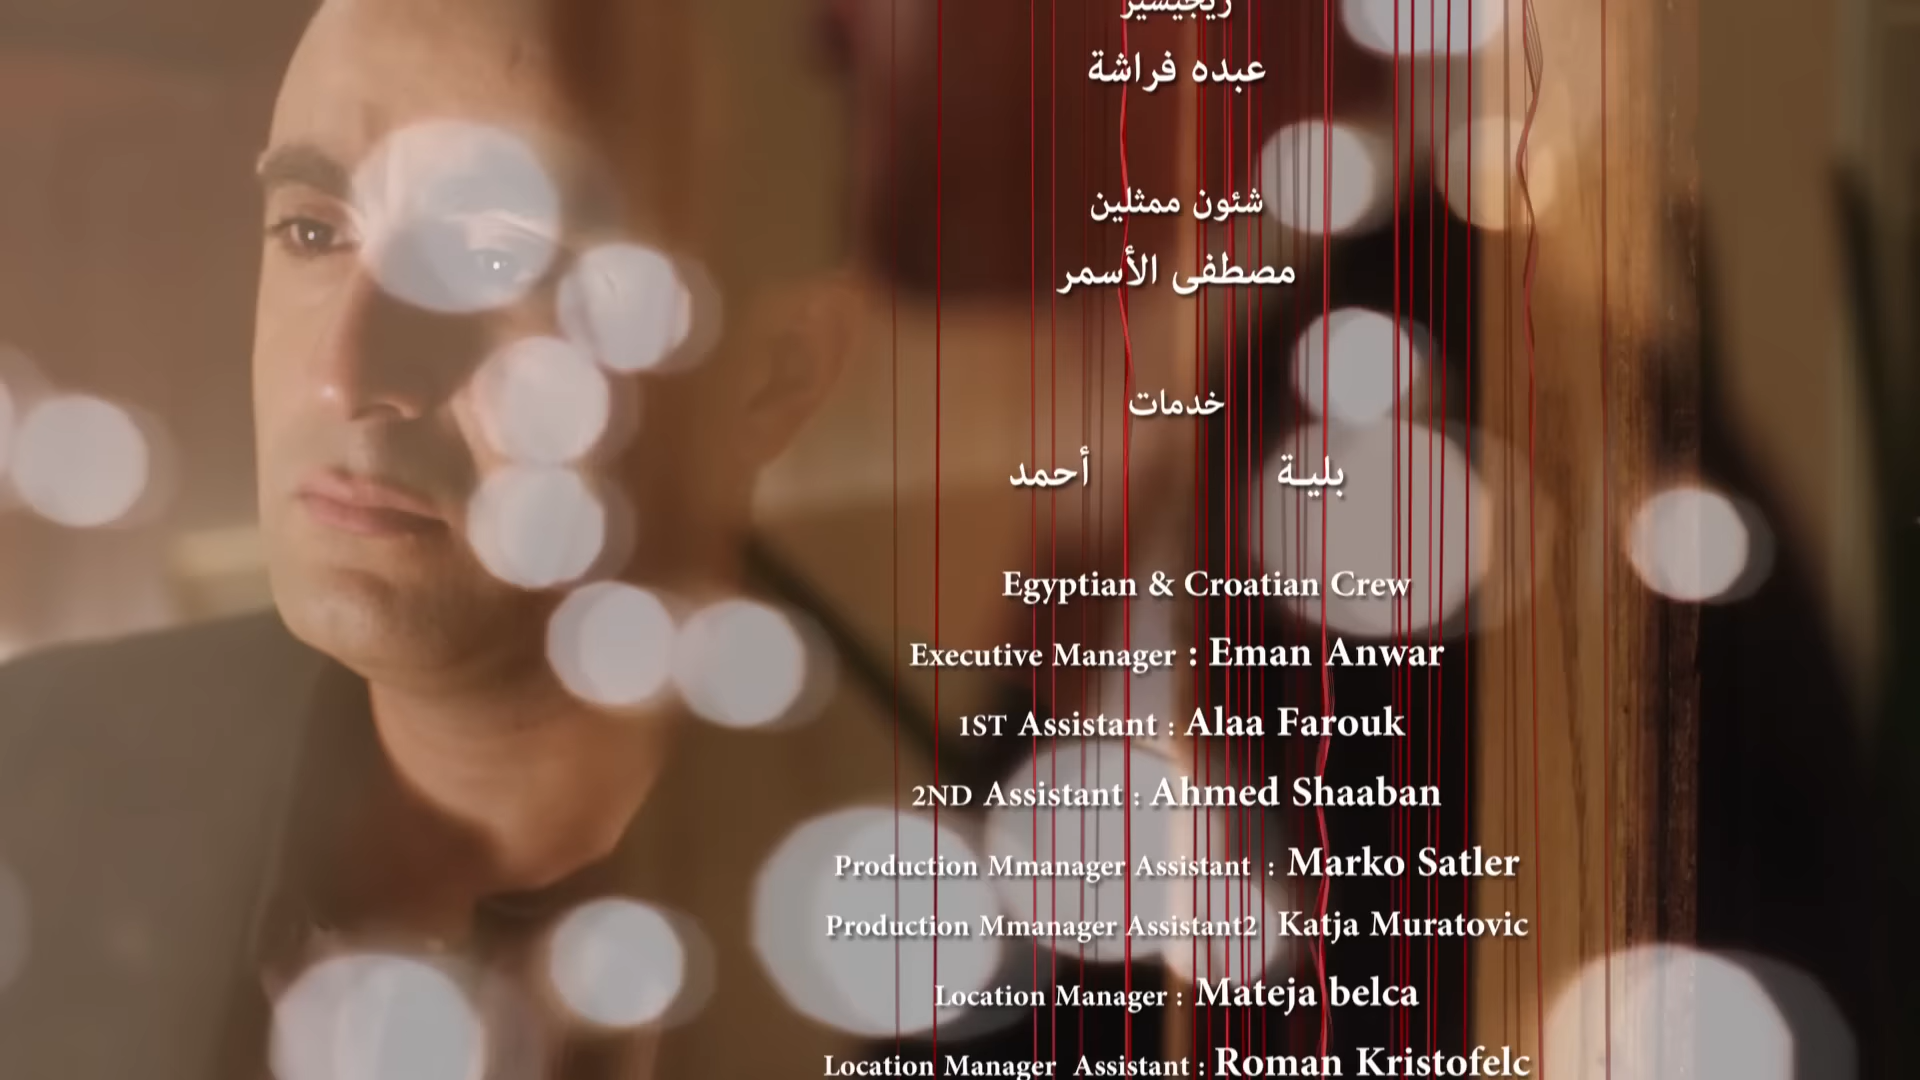 ريجيسير
عبده فراشة
شئون ممثلين
مصطفى الأسمر
خدمات
بليـة أحمد
Egyptian & Croatian Crew
Executive Manager : Eman Anwar
1ST Assistant : Alaa Farouk
2ND Assistant : Ahmed Shaaban
Production Mmanager Assistant : Marko Satler
Production Mmanager Assistant2 Katja Muratovic
Location Manager : Mateja belca
Location Manager Assistant : Roman Kristofelc